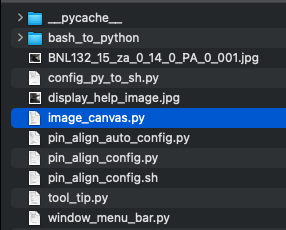 __pycache__
bash_to_python
BNL132_15_za_0_14_0_PA_0_001.jpg
config_py_to_sh.py
display_help_image.jpg
image_canvas.py
pin_align_auto_config.py
pin_align_config.py
pin_align_config.sh
tool_tip.py
window_menu_bar.py